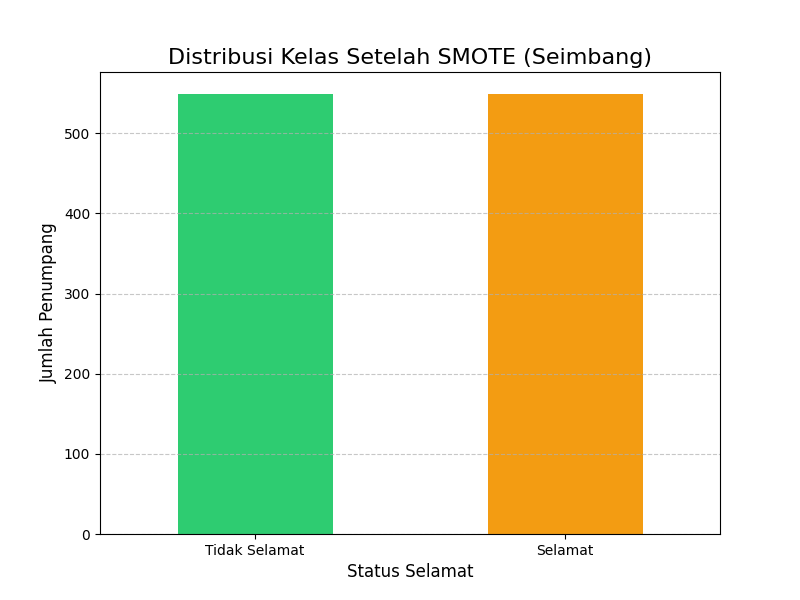 Distribusi Kelas Setelah SMOTE (Seimbang)
Jumlah Penumpang
500
400
300
200
100
0
Tidak Selamat
Selamat
Status Selamat